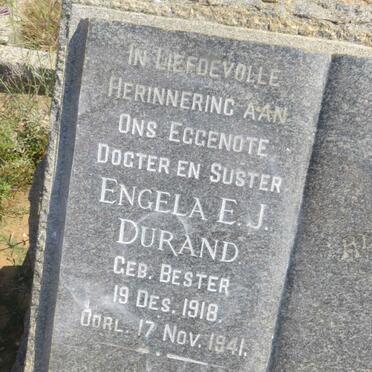 IN LIEFDEVOLLE
HERINNERING AAN
ONS EGGENOTE
DOGTER EN SUSTER
ENGELA E. J.
DURAND
GEB. BESTER
19 DES. 1918.
OORL. 17 NOV. 1941.